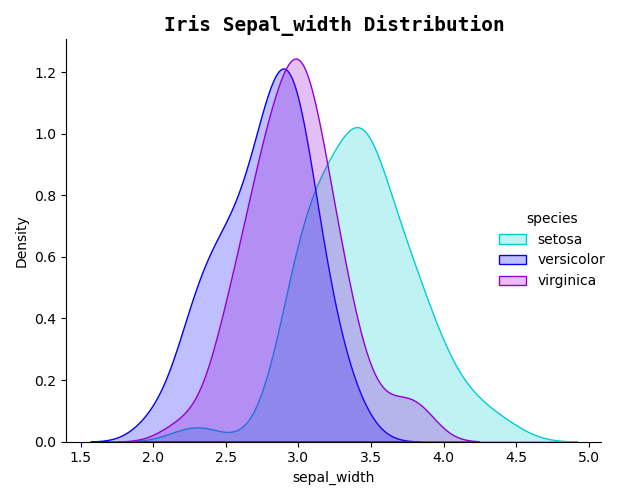 Iris Sepal_width Distribution
1.2
1.0
0.8
0.6
0.4
0.2
0.0
Density
species
setosa
versicolor
virginica
1.5 2.0 2.5 3.0 3.5 4.0 4.5 5.0
sepal_width